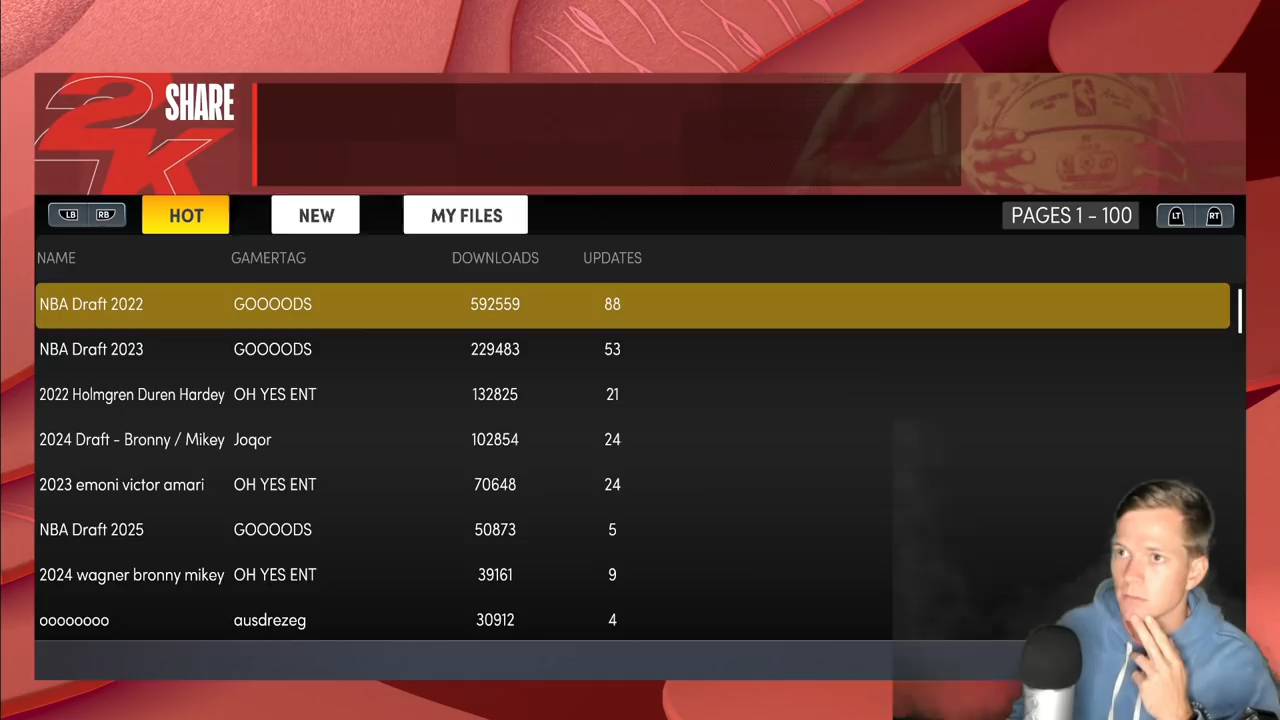 2K SHARE
LB RB HOT NEW MY FILES PAGES 1 - 100 LT RT
NAME GAMERTAG DOWNLOADS UPDATES
NBA Draft 2022 GOOOODS 592559 88
NBA Draft 2023 GOOOODS 229483 53
2022 Holmgren Duren Hardey OH YES ENT 132825 21
2024 Draft - Bronny / Mikey Joqor 102854 24
2023 emoni victor amari OH YES ENT 70648 24
NBA Draft 2025 GOOOODS 50873 5
2024 wagner bronny mikey OH YES ENT 39161 9
oooooooo ausdrezeg 30912 4